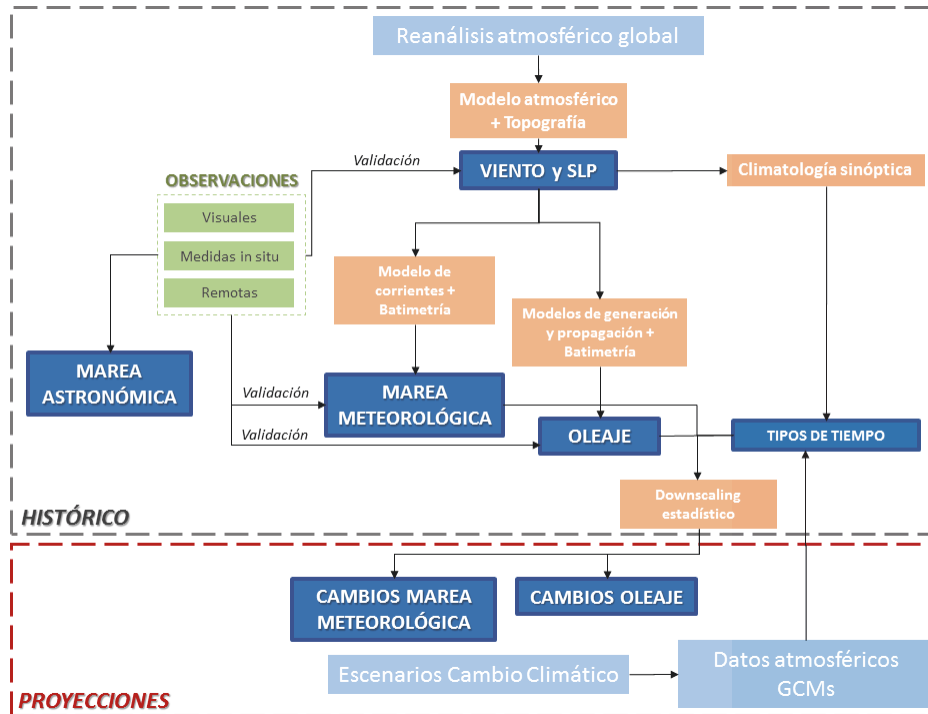 Reanálisis atmosférico global
Modelo atmosférico
+ Topografía
Validación
VIENTO y SLP
Climatología sinóptica
OBSERVACIONES
Visuales
Medidas in situ
Remotas
Modelo de
corrientes +
Batimetría
Modelos de generación
y propagación +
Batimetría
MAREA
ASTRONÓMICA
Validación
MAREA
METEOROLÓGICA
Validación
OLEAJE
TIPOS DE TIEMPO
Downscaling
estadístico
HISTÓRICO
CAMBIOS MAREA
METEOROLÓGICA
CAMBIOS OLEAJE
Escenarios Cambio Climático
Datos atmosféricos
GCMs
PROYECCIONES